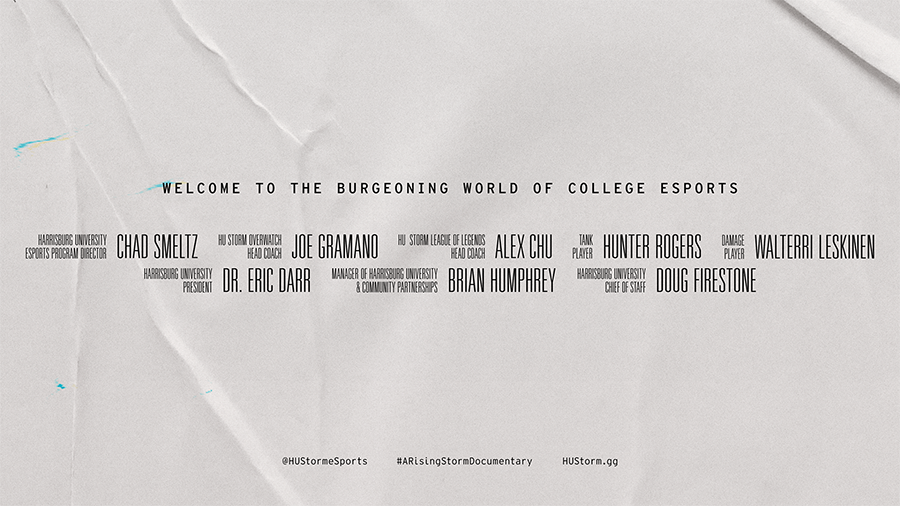 WELCOME TO THE BURGEONING WORLD OF COLLEGE ESPORTS
HARRISBURG UNIVERSITY ESPORTS PROGRAM DIRECTOR CHAD SMELTZ HU STORM OVERWATCH HEAD COACH JOE GRAMANO HU STORM LEAGUE OF LEGENDS HEAD COACH ALEX CHU TANK PLAYER HUNTER ROGERS DAMAGE PLAYER WALTERRI LESKINEN
HARRISBURG UNIVERSITY PRESIDENT DR. ERIC DARR MANAGER OF HARRISBURG UNIVERSITY & COMMUNITY PARTNERSHIPS BRIAN HUMPHREY HARRISBURG UNIVERSITY CHIEF OF STAFF DOUG FIRESTONE
@HUStormeSports #ARisingStormDocumentary HUStorm.gg